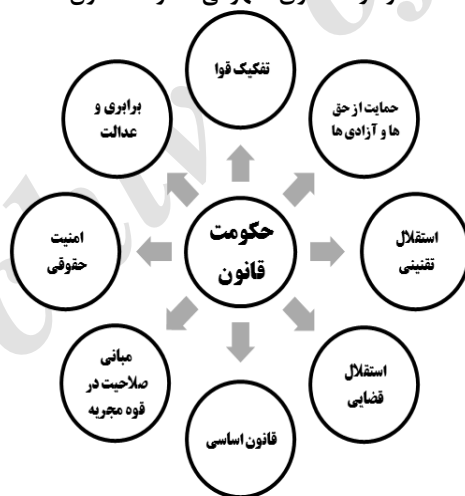 تفکیک قوا
حمایت از حق
ها و آزادی ها
استقلال
تقنینی
استقلال
قضایی
قانون اساسی
مبانی
صلاحیت در
قوه مجریه
امنیت
حقوقی
برابری و
عدالت
حکومت
قانون